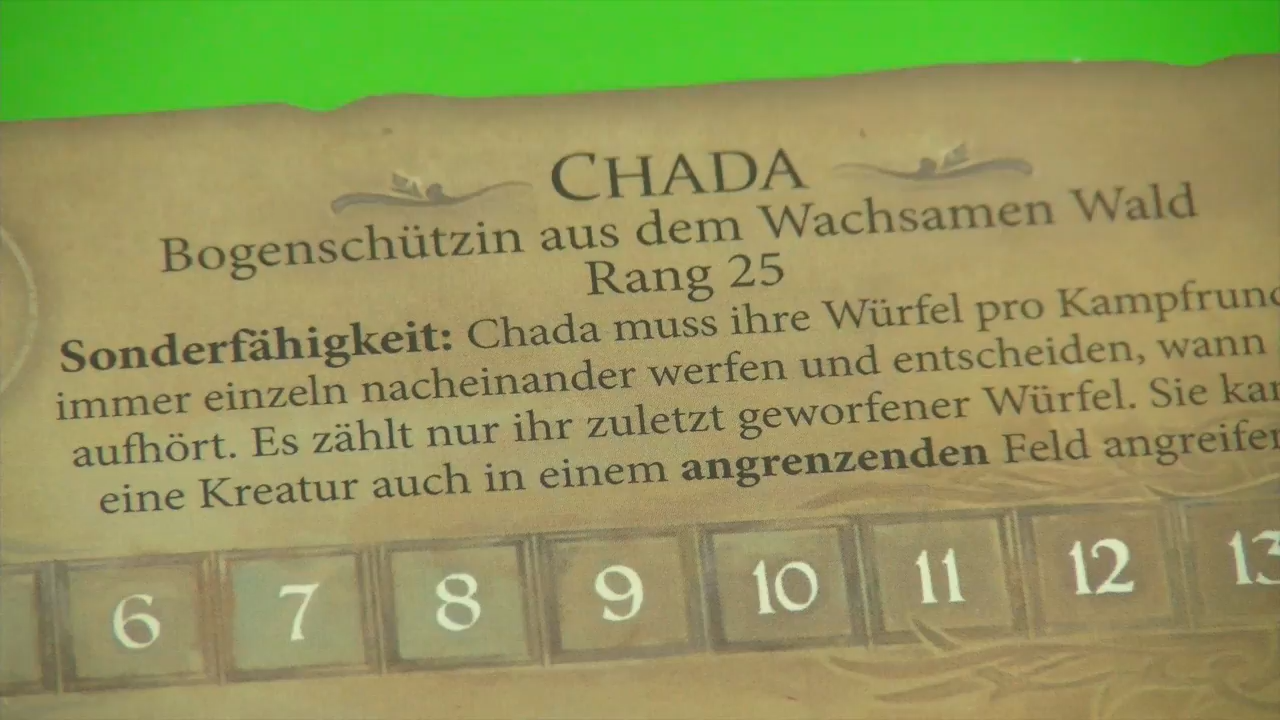 CHADA
Bogenschützin aus dem Wachsamen Wald
Rang 25
Sonderfähigkeit: Chada muss ihre Würfel pro
immer einzeln nacheinander werfen und entscheiden, wann
aufhört. Es zählt nur ihr zuletzt geworfener Würfel. Sie
eine Kreatur auch in einem angrenzenden Feld
6 7 8 9 10 11 12 13